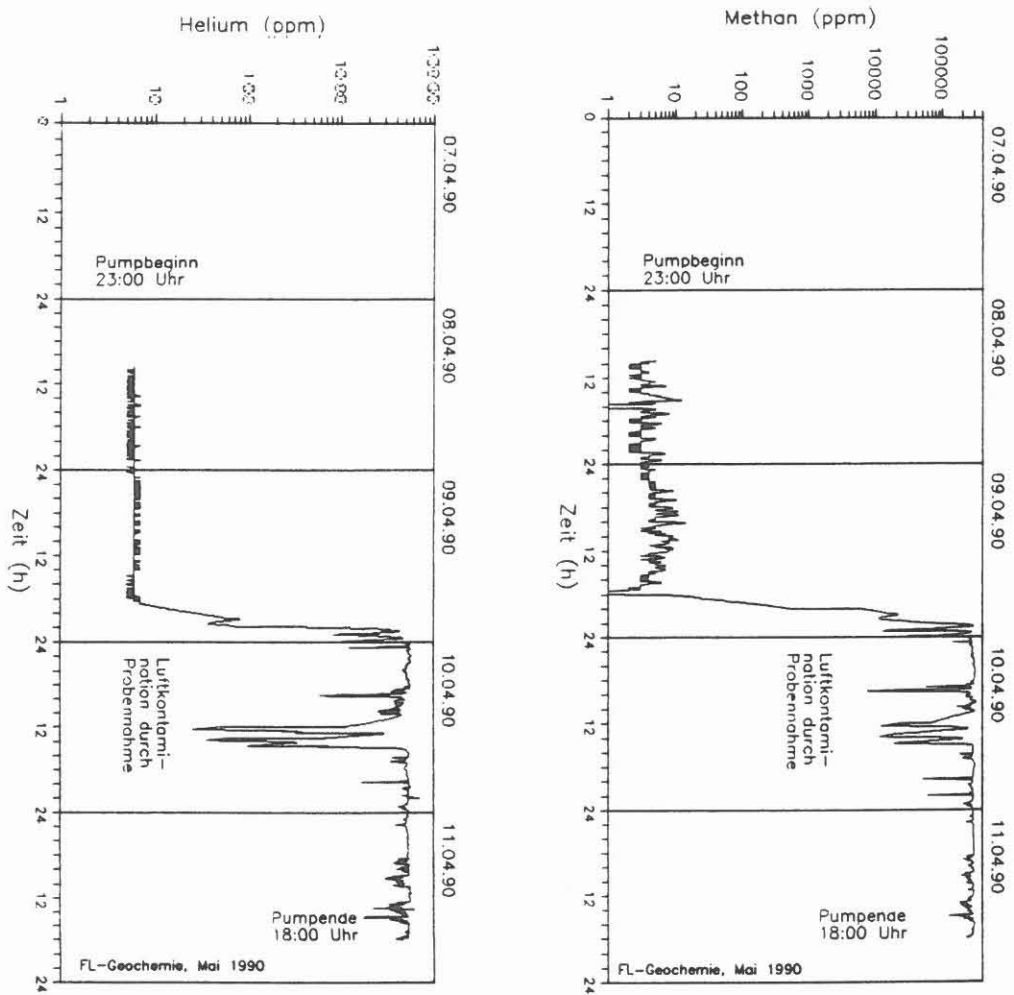 Helium (ppm)
1
10
100
1000
10000
0
12
24
12
24
12
24
12
24
12
24
07.04.90
08.04.90
09.04.90
10.04.90
11.04.90
Zeit (h)
Pumpbeginn
23:00 Uhr
Luftkontami-
nation durch
Probennahme
Pumpende
18:00 Uhr
FL-Geochemie, Mai 1990
Methan (ppm)
1
10
100
1000
10000
100000
0
12
24
12
24
12
24
12
24
12
24
07.04.90
08.04.90
09.04.90
10.04.90
11.04.90
Zeit (h)
Pumpbeginn
23:00 Uhr
Luftkontami-
nation durch
Probennahme
Pumpende
18:00 Uhr
FL-Geochemie, Mai 1990